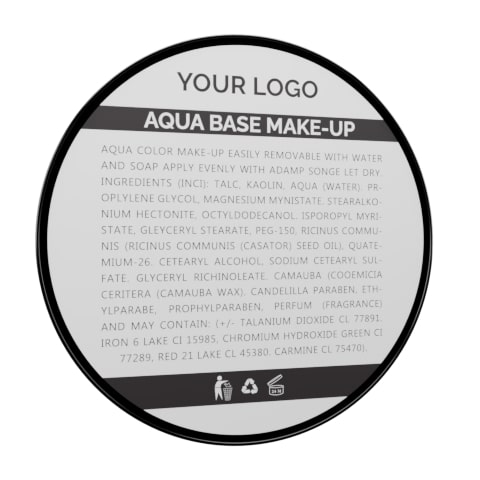 YOUR LOGO
AQUA BASE MAKE-UP
AQUA COLOR MAKE-UP EASILY REMOVABLE WITH WATER
AND SOAP APPLY EVENLY WITH ADAMP SONGE LET DRY.
INGREDIENTS (INCI): TALC, KAOLIN, AQUA (WATER). PR-
OPLYLENE GLYCOL, MAGNESIUM MYNISTATE, STEARALKO-
NIUM HECTONITE, OCTYLDODECANOL, ISPOROPYL MYRI-
STATE, GLEYCERYL STEARATE, PEG-150, RICINUS COMMU-
NIS (RICINUS COMMUNIS (CASATOR) SEED OIL), QUATE-
MIUM-26. CETEARYL ALCOHOL, SODIUM CETEARYL SUL-
FATE, GLYCERYL RICHINOLEATE, CAMAUBA (COOEMICIA
CERITERA (CAMAUBA WAX). CANDELILLA PARABEN, ETH-
YLPARABE, PROPHYLPARABEN, PERFUM (FRAGRANCE)
AND MAY CONTAIN: (+/- TALANIUM DIOXIDE CL 77891.
IRON 6 LAKE CI 15985, CHROMIUM HYDROXIDE GREEN CI
77289, RED 21 LAKE CL 45380. CARMINE CL 75470).